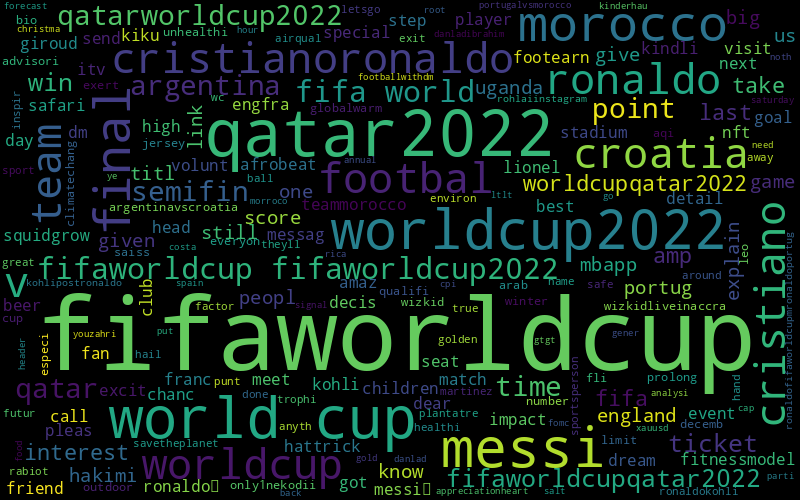 forecast christma letsgo root portugalvsmorocco kinderhau
bio qatarworldcup2022 step player hour danladibrahim morocco big us
giroud send kiku unhealthi special airqual exit footearn give kindli visit
advisori itv cristianoronaldo footballwithdm next noth
win argentina exert fifa world uganda ronaldo take
inspir safari engfra wc rohlaiinstagram point last saturday
link globalwarm stadium nft goal
day dm high jersey qatar2022 aqi need
team final titl volunt afrobeat lionel croatia away
sport climatechang ye semifin ball annual footbal worldcupqatar2022 game
one morroco environ ltlt go
argentinavscroatia teammorocco best detail
score
squidgrow given head still messag worldcup2022
great saiss everyon costa theyll rica amp explain leo
v fifaworldcup fifaworldcup2022 mbapp cristiano
kohlipostronaldo spain amaz qualifi cpi arab name around
beer club factor peopl decis wizkid portug safe
cup true winter wizkidliveinaccra
youzahri put signal golden gener
fan especi header hail fifaworldcup gtgt
seat
qatar franc meet kohli children match fli prolong analysi
excit chanc punt trophi martinez time number sportsperson fifa hand
futur call done dear england event cap
pleas world cup anyth plantatre impact decemb
savetheplanet hattrick healthi fomc xauusd
interest messi limit ticket
food hakimi worldcup gold danlad know dream fitnessmodel
rabiot outdoor got fifaworldcupqatar2022 parti
friend ronaldo only1nekodii messi appreciationheart salt ronaldokohli
back
ronaldorifaworldcupmronaldoportug